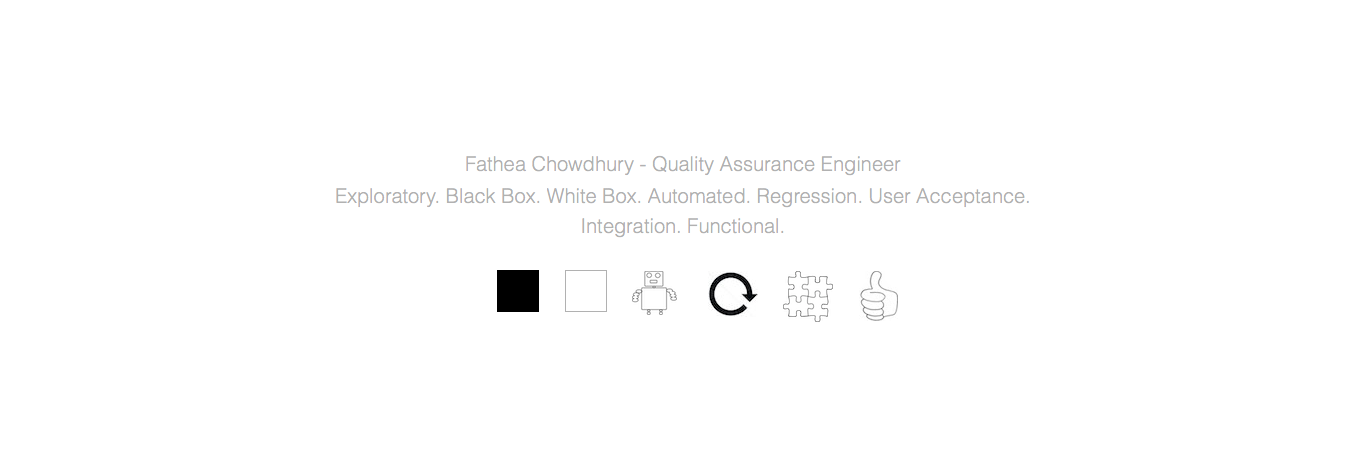 Fathea Chowdhury - Quality Assurance Engineer
Exploratory. Black Box. White Box. Automated. Regression. User Acceptance.
Integration. Functional.